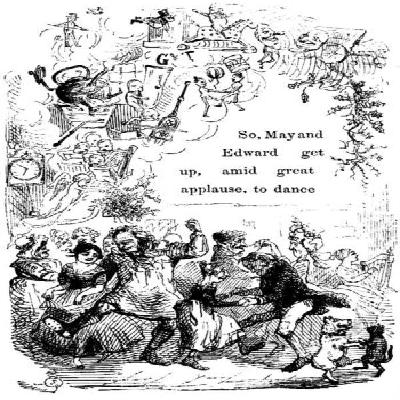 So, May and
Edward get
up, amid great
applause, to dance